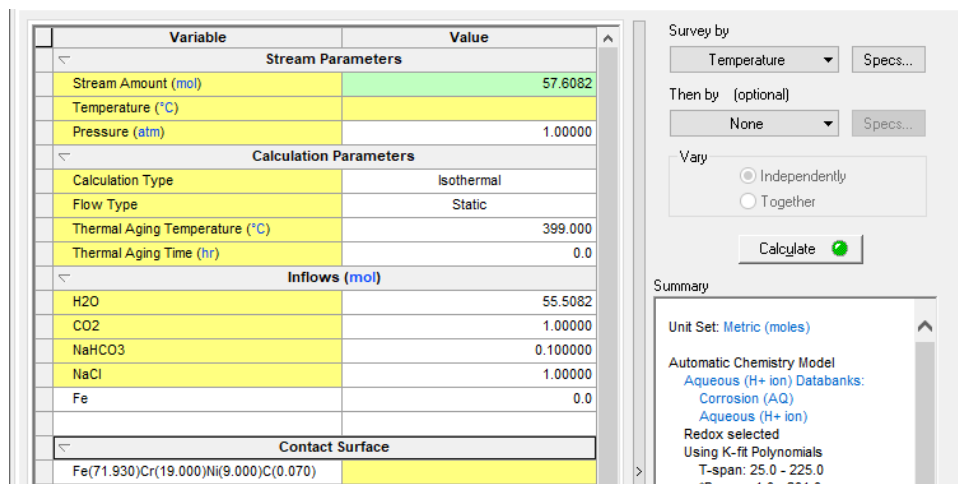 Variable Value
Stream Parameters
Stream Amount (mol) 57.6082
Temperature (°C)
Pressure (atm) 1.00000
Calculation Parameters
Calculation Type Isothermal
Flow Type Static
Thermal Aging Temperature (°C) 399.000
Thermal Aging Time (hr) 0.0
Inflows (mol)
H2O 55.5082
CO2 1.00000
NaHCO3 0.100000
NaCl 1.00000
Fe 0.0
Contact Surface
Fe(71.930)Cr(19.000)Ni(9.000)C(0.070)
Survey by
Temperature Specs...
Then by (optional)
None Specs...
Vary
Independently
Together
Calculate
Summary
Unit Set: Metric (moles)
Automatic Chemistry Model
Aqueous (H+ ion) Databanks:
Corrosion (AQ)
Aqueous (H+ ion)
Redox selected
Using K-fit Polynomials
T-span: 25.0 - 225.0